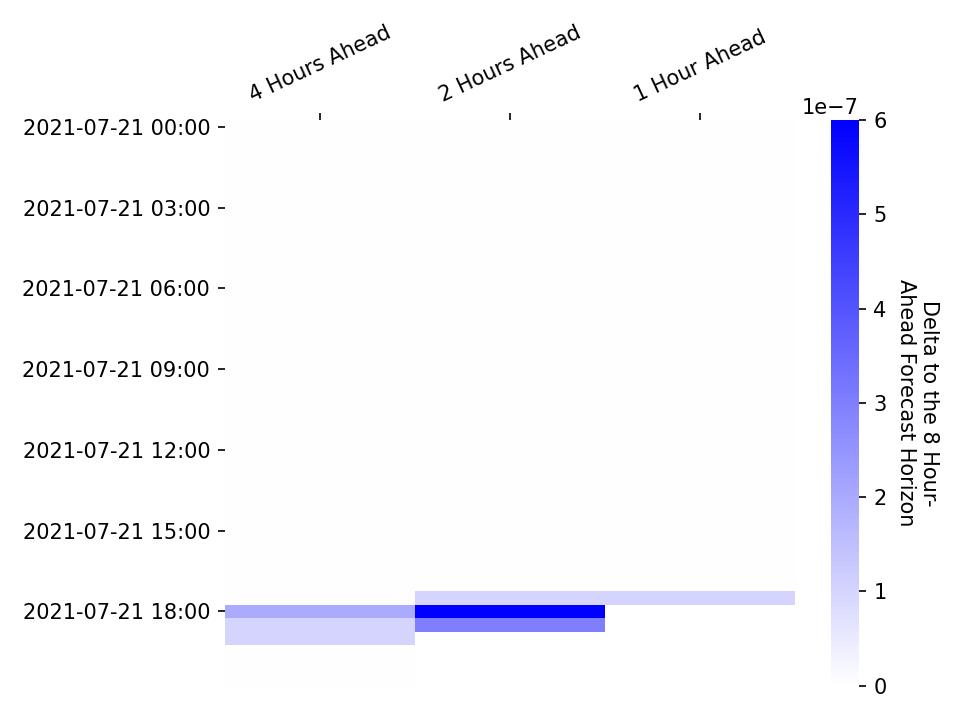 4 Hours Ahead
2 Hours Ahead
1 Hour Ahead
1e−7
2021-07-21 00:00
2021-07-21 03:00
2021-07-21 06:00
2021-07-21 09:00
2021-07-21 12:00
2021-07-21 15:00
2021-07-21 18:00
6
5
4
3
2
1
0
Delta to the 8 Hour-
Ahead Forecast Horizon